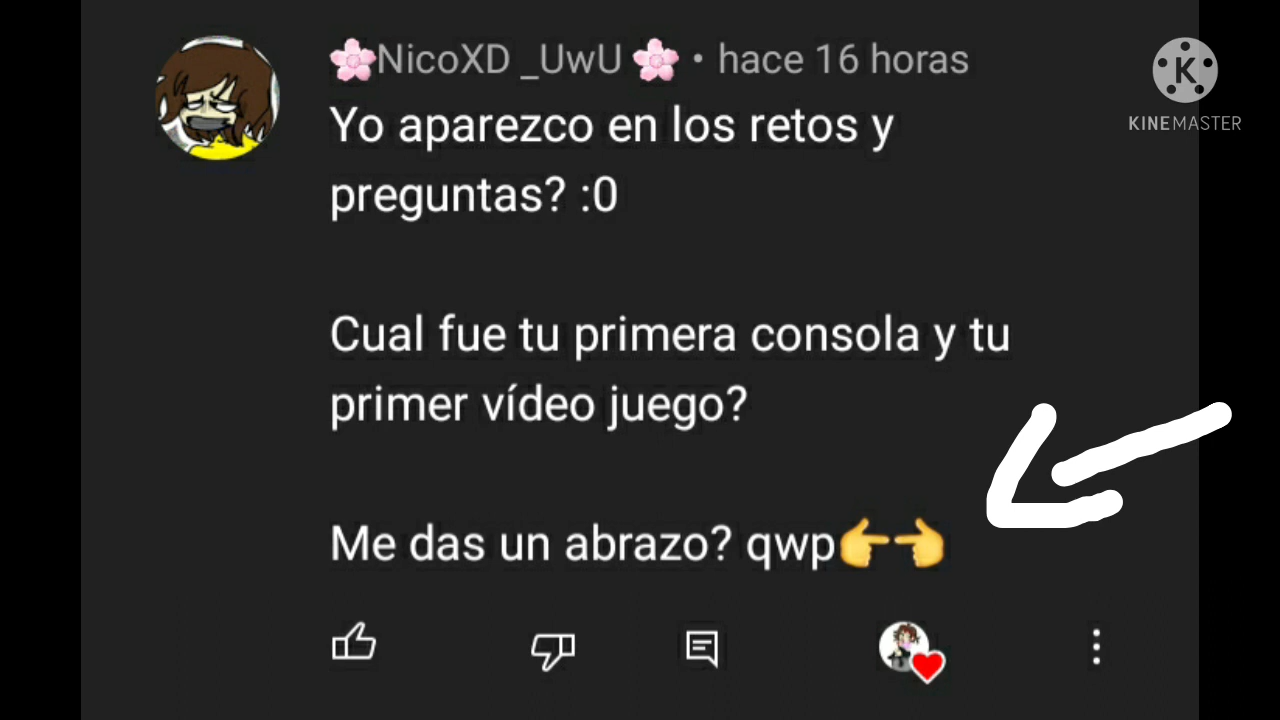 🌸NicoXD _UwU🌸 • hace 16 horas
Yo aparezco en los retos y
preguntas? :0
Cual fue tu primera consola y tu
primer vídeo juego?
Me das un abrazo? qwp👉👈
K
KINEMASTER